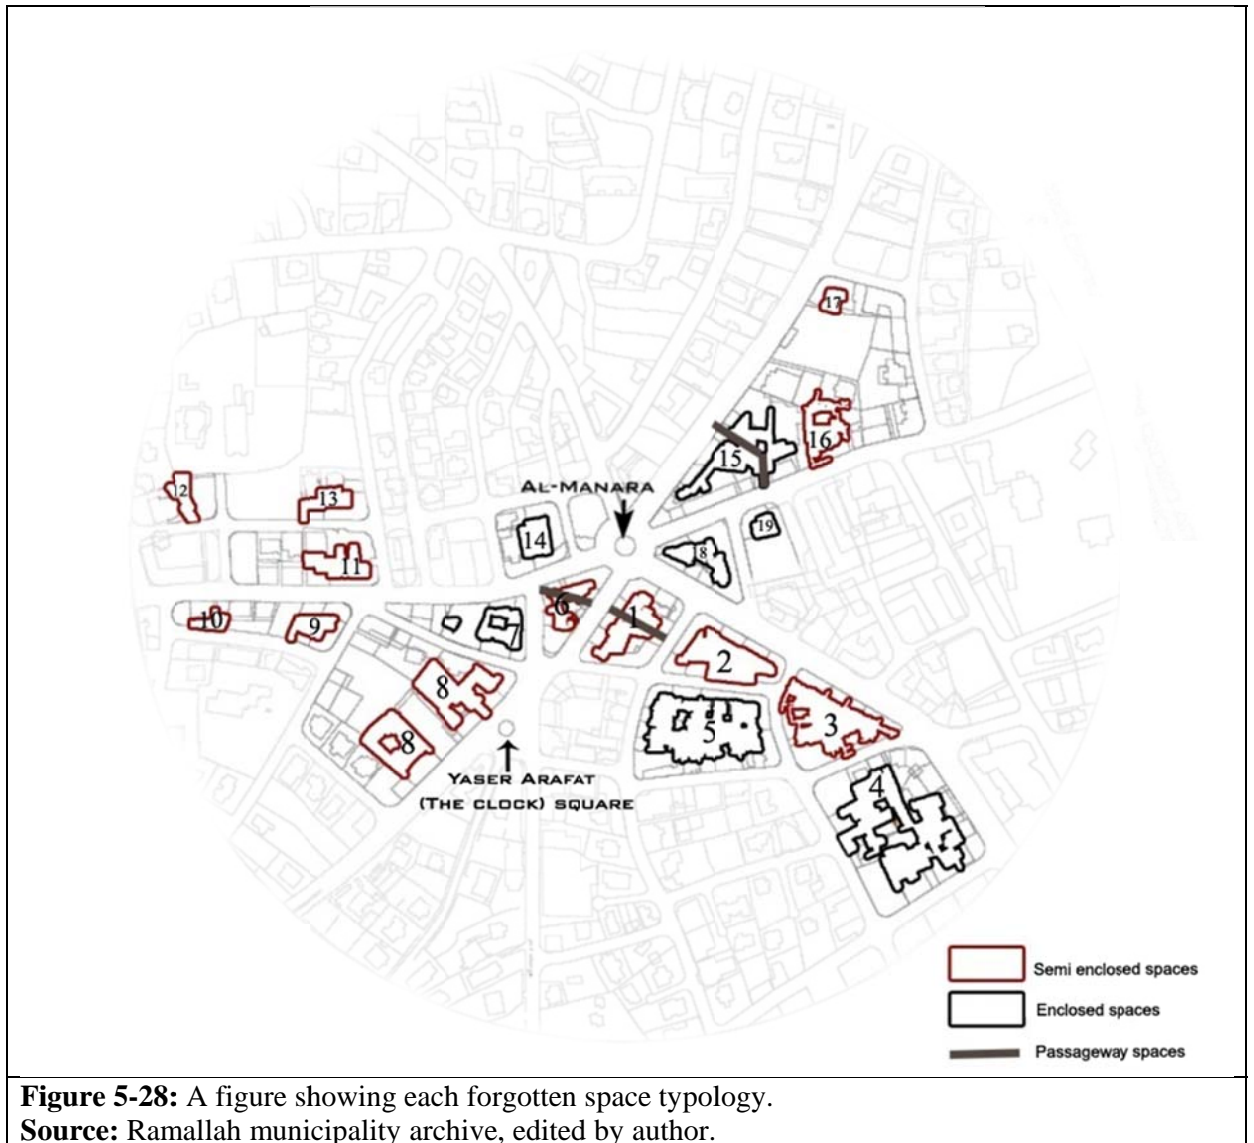 17
16
15
AL-MANARA
12
13
19
14
8
11
6
1
10
9
2
8
3
5
8
YASER ARAFAT
(THE CLOCK) SQUARE
4
Semi enclosed spaces
Enclosed spaces
Passageway spaces
Figure 5-28: A figure showing each forgotten space typology.
Source: Ramallah municipality archive, edited by author.